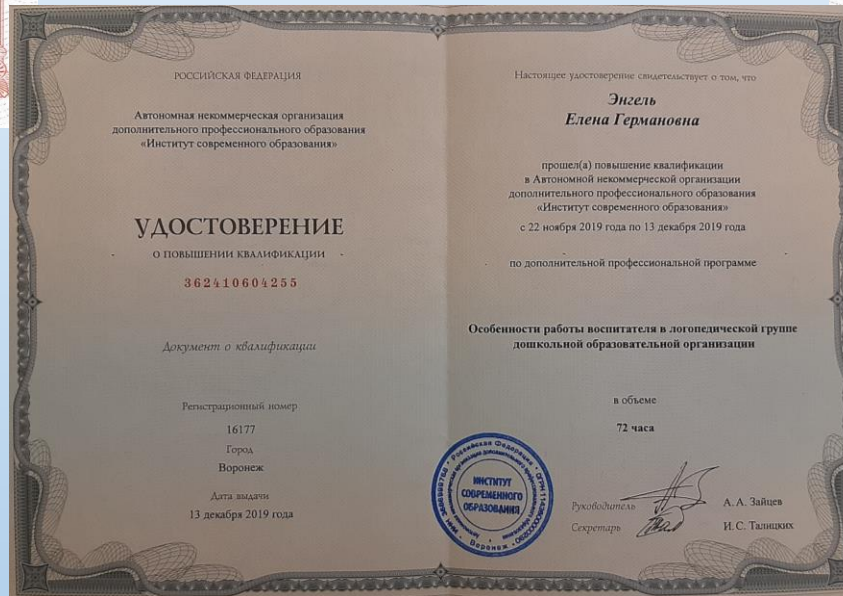 РОССИЙСКАЯ ФЕДЕРАЦИЯ
Автономная некоммерческая организация
дополнительного профессионального образования
«Институт современного образования»
УДОСТОВЕРЕНИЕ
О ПОВЫШЕНИИ КВАЛИФИКАЦИИ
362410604255
Документ о квалификации
Регистрационный номер
16177
Город
Воронеж
Дата выдачи
13 декабря 2019 года
Настоящее удостоверение свидетельствует о том, что
Энгель
Елена Германовна
прошел(а) повышение квалификации
в Автономной некоммерческой организации
дополнительного профессионального образования
«Институт современного образования»
с 22 ноября 2019 года по 13 декабря 2019 года
по дополнительной профессиональной программе
Особенности работы воспитателя в логопедической группе
дошкольной образовательной организации
в объеме
72 часа
Российская Федерация
ИНСТИТУТ
СОВРЕМЕННОГО
ОБРАЗОВАНИЯ
Воронеж
Руководитель А. А. Зайцев
Секретарь И. С. Талицких